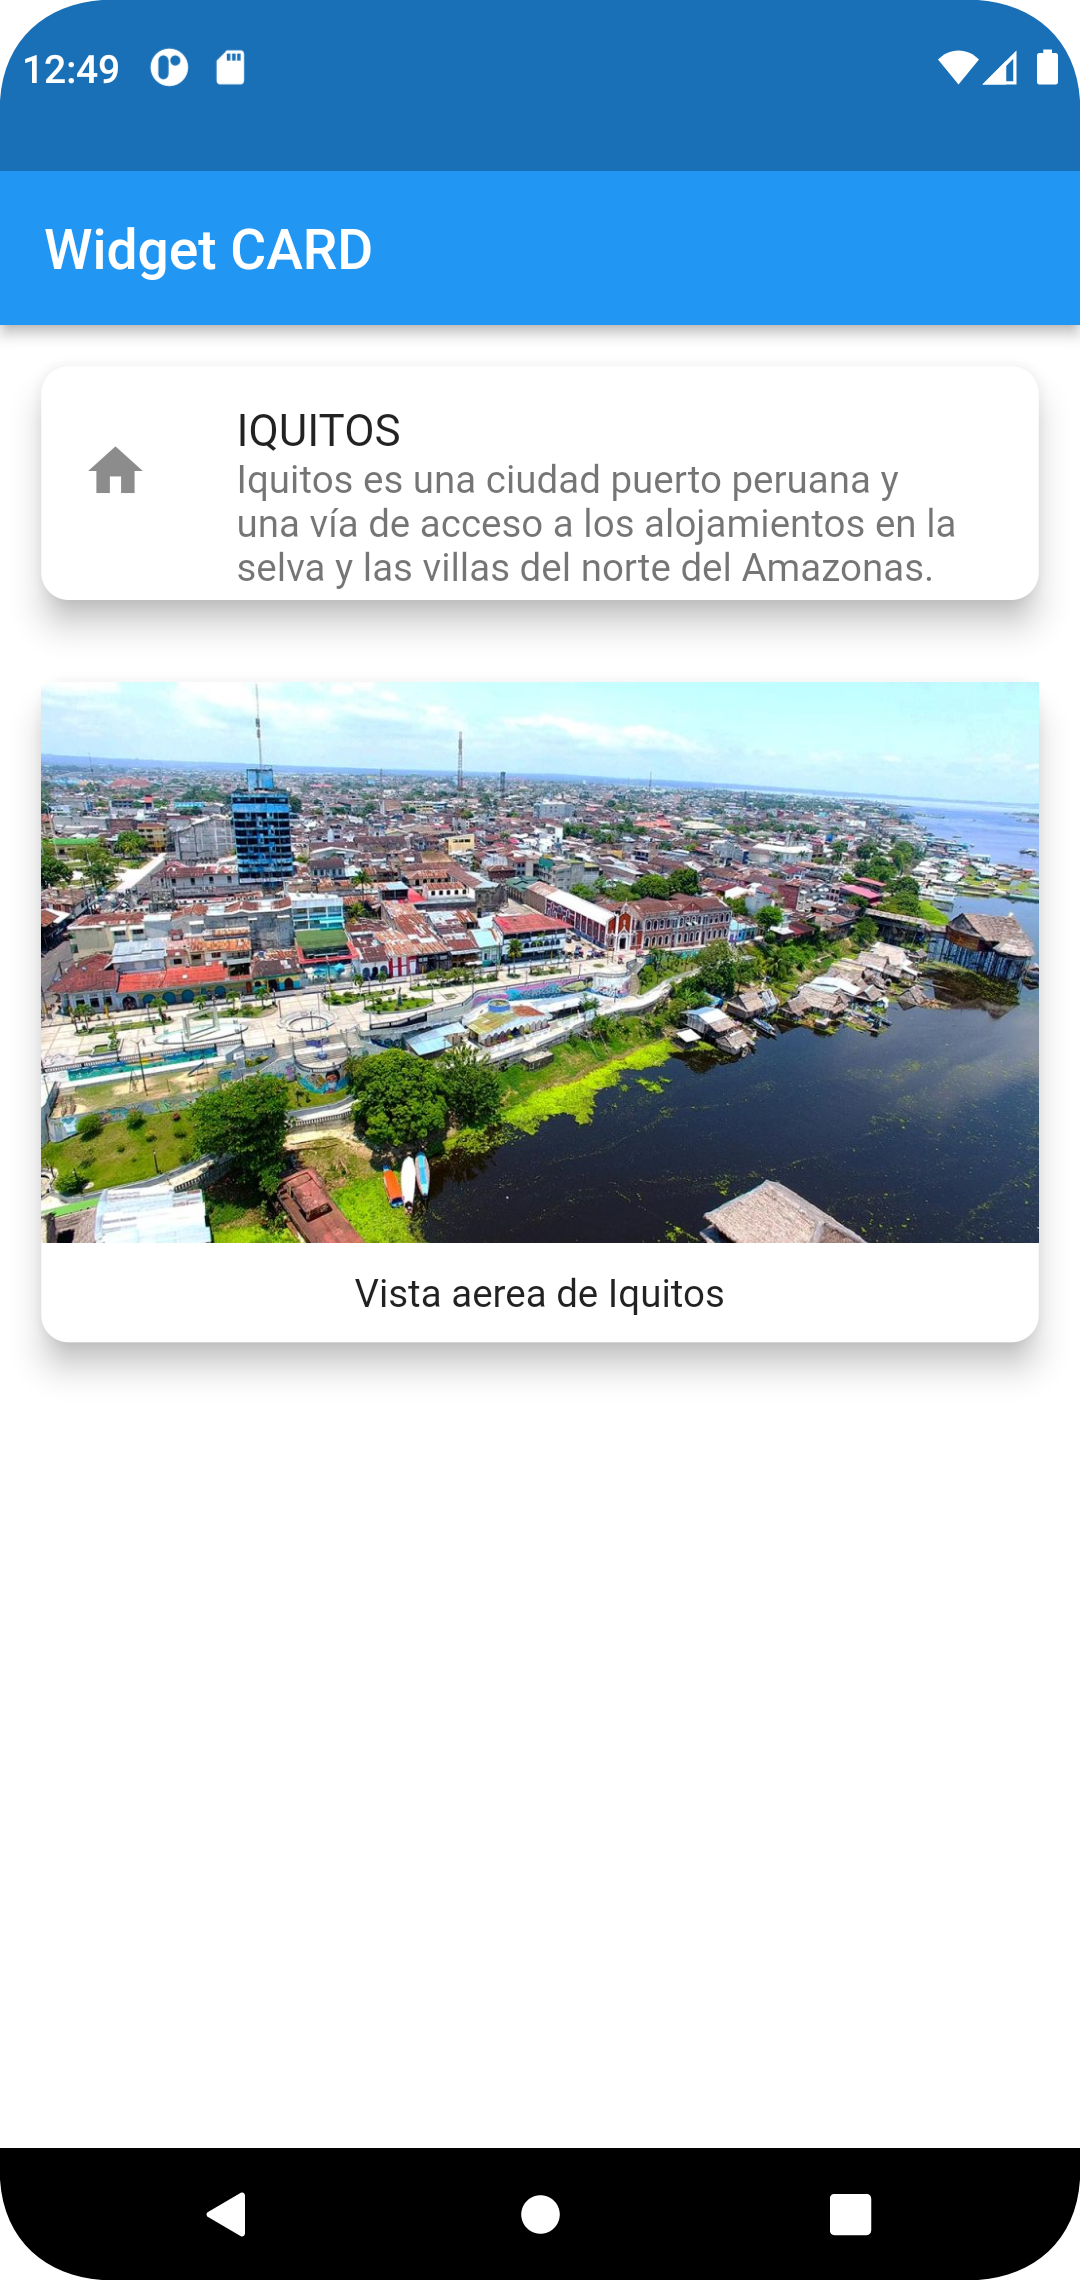 12:49
Widget CARD
IQUITOS
Iquitos es una ciudad puerto peruana y
una vía de acceso a los alojamientos en la
selva y las villas del norte del Amazonas.
Vista aerea de Iquitos